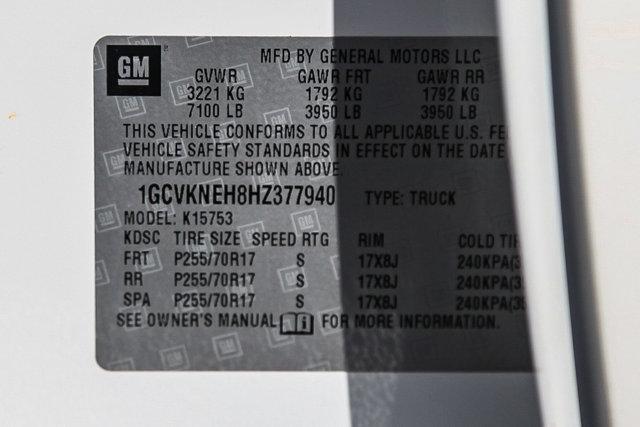 GM
MFD BY GENERAL MOTORS LLC
GVWR GAWR FRT GAWR RR
3221 KG 1792 KG 1792 KG
7100 LB 3950 LB 3950 LB
THIS VEHICLE CONFORMS TO ALL APPLICABLE U.S. FE
VEHICLE SAFETY STANDARDS IN EFFECT ON THE DATE
MANUFACTURE SHOWN ABOVE.
1GCVKNEH8HZ377940 TYPE: TRUCK
MODEL: K15753
KDSC TIRE SIZE SPEED RTG RIM COLD TI
FRT P255/70R17 S 17X8J 240KPA(3
RR P255/70R17 S 17X8J 240KPA(3
SPA P255/70R17 S 17X8J 240KPA(35
SEE OWNER'S MANUAL FOR MORE INFORMATION.